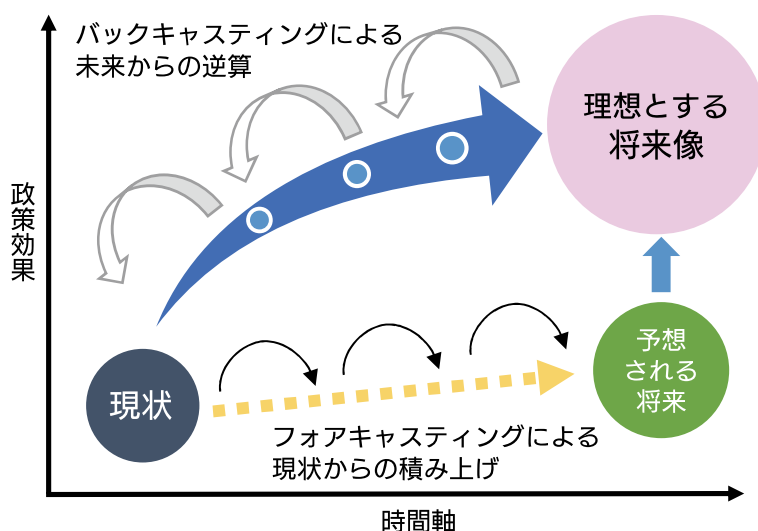 バックキャスティングによる
未来からの逆算
理想とする
将来像
政策効果
予想
される
将来
現状
フォアキャスティングによる
現状からの積み上げ
時間軸